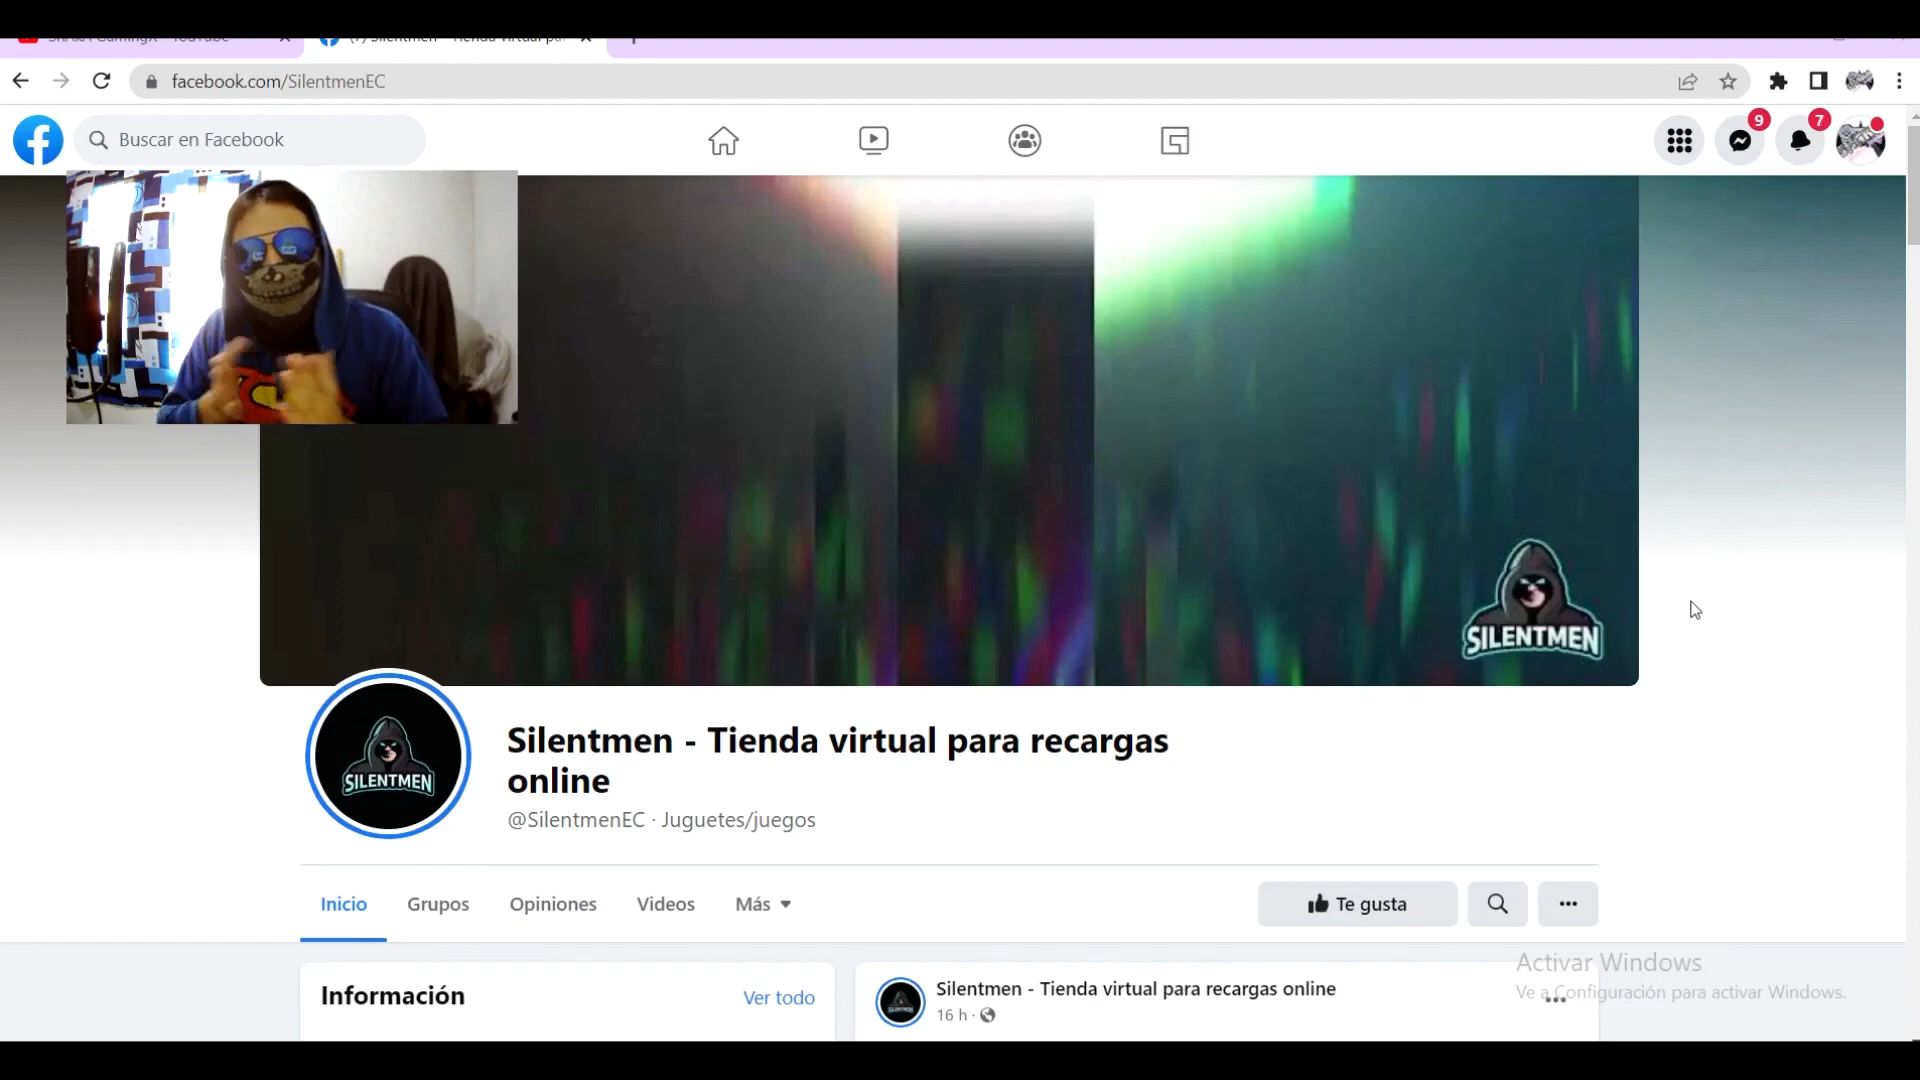 facebook.com/SilentmenEC
Buscar en Facebook
9
7
SILENTMEN
SILENTMEN
Silentmen - Tienda virtual para recargas
online
@SilentmenEC · Juguetes/juegos
Inicio
Grupos
Opiniones
Videos
Más
Te gusta
Información
Ver todo
Silentmen - Tienda virtual para recargas online
16 h ·
Activar Windows
Ve a Configuración para activar Windows.